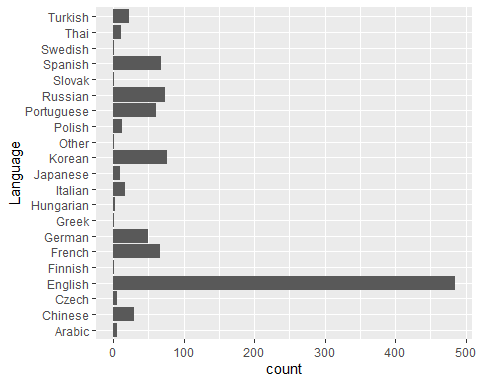 Turkish
Thai
Swedish
Spanish
Slovak
Russian
Portuguese
Polish
Other
Korean
Japanese
Italian
Hungarian
Greek
German
French
Finnish
English
Czech
Chinese
Arabic
Language
0 100 200 300 400 500
count